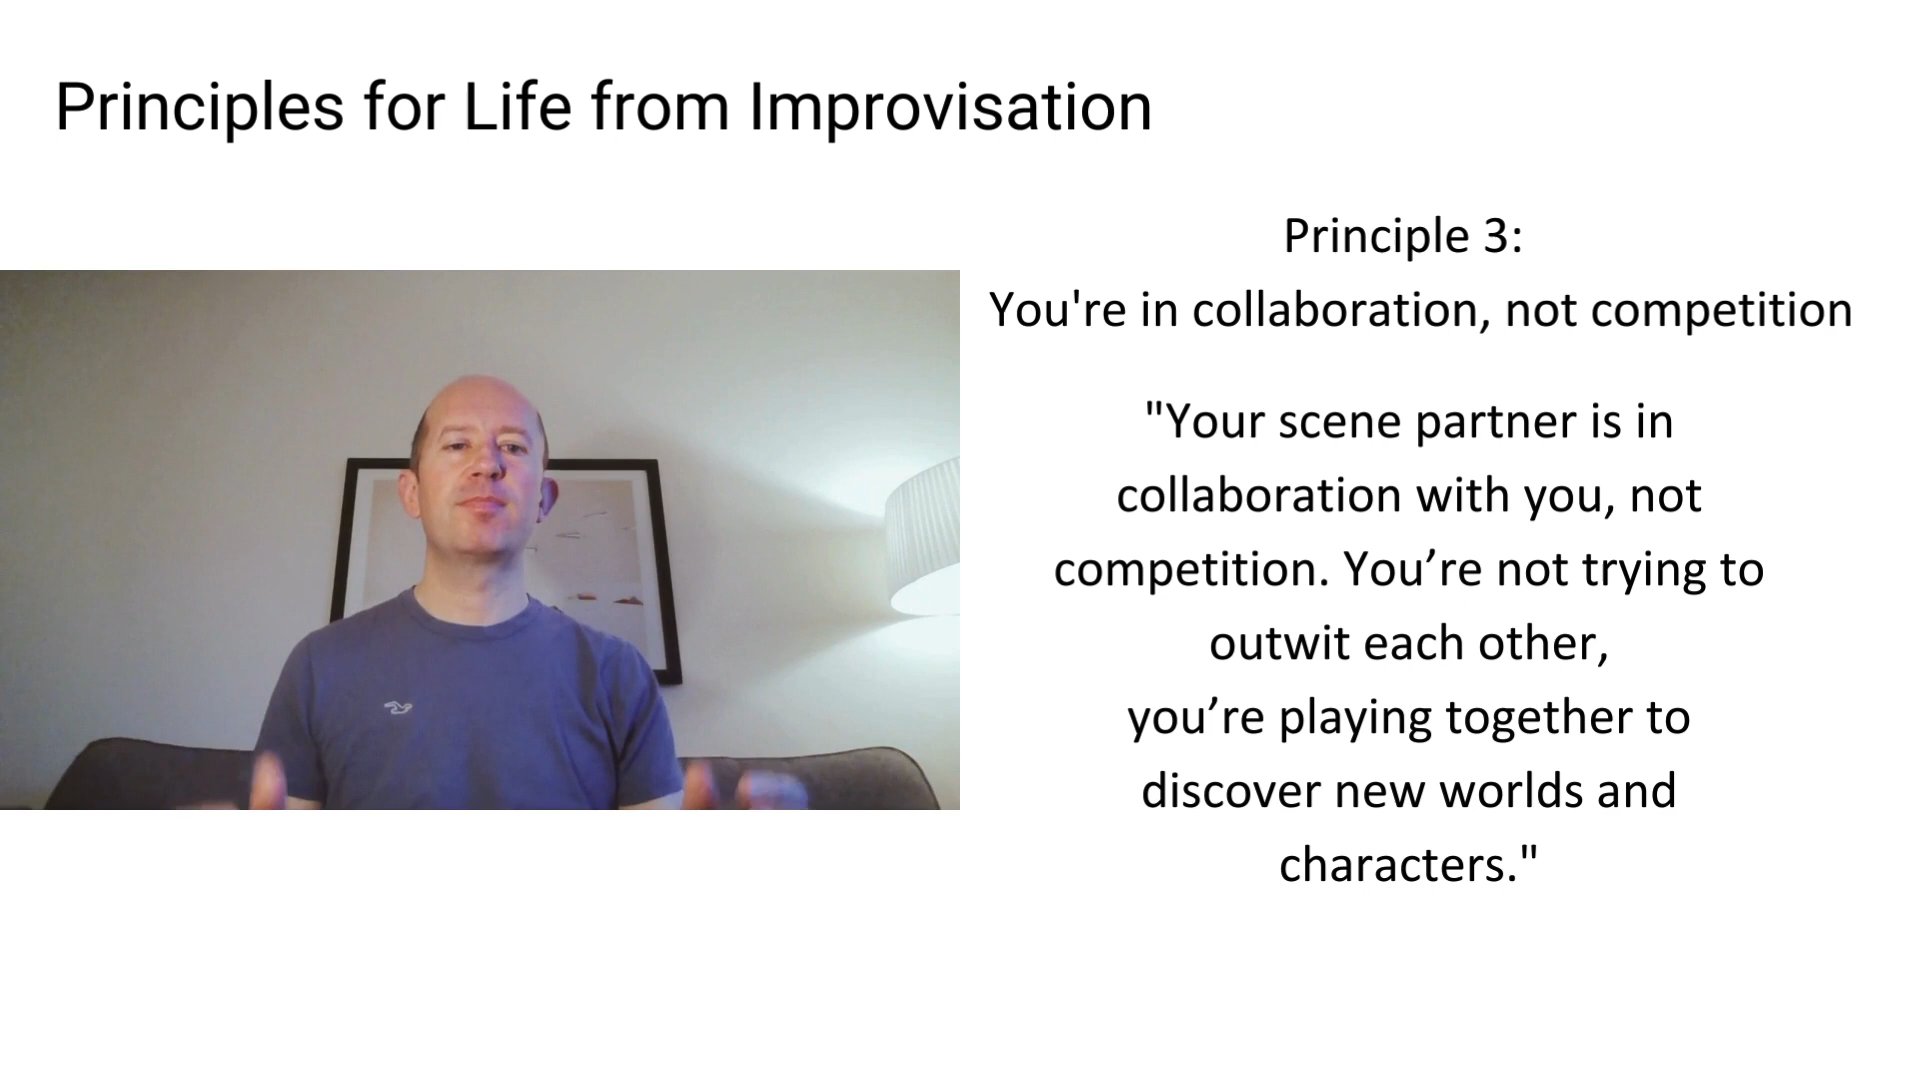 Principles for Life from Improvisation
Principle 3:
You're in collaboration, not competition
"Your scene partner is in
collaboration with you, not
competition. You’re not trying to
outwit each other,
you’re playing together to
discover new worlds and
characters."